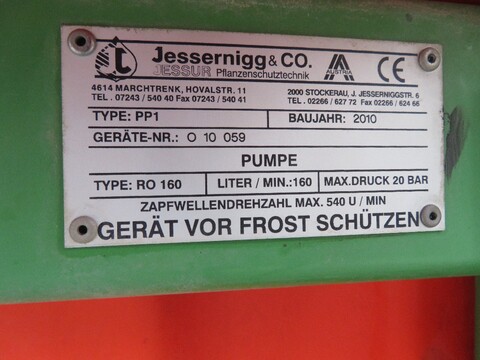 Jessernigg & CO.
JESSUR Pflanzenschutztechnik
AUSTRIA
CE
4614 MARCHTRENK, HOVALSTR. 11
TEL. 07243 / 540 40 Fax 07243 / 540 41
2000 STOCKERAU, J. JESSERNIGGSTR. 6
TEL. 02266 / 627 72 Fax 02266 / 624 66
TYPE: PP1
BAUJAHR: 2010
GERÄTE-NR.: O 10 059
PUMPE
TYPE: RO 160
LITER / MIN.:160
MAX.DRUCK 20 BAR
ZAPFWELLENDREHZAHL MAX. 540 U / MIN
GERÄT VOR FROST SCHÜTZEN